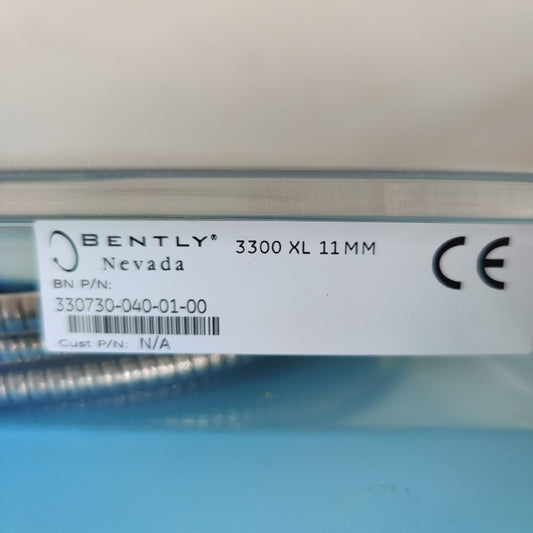 BENTLY® 3300 XL 11MM CE
Nevada
BN P/N:
330730-040-01-00
Cust P/N: N/A